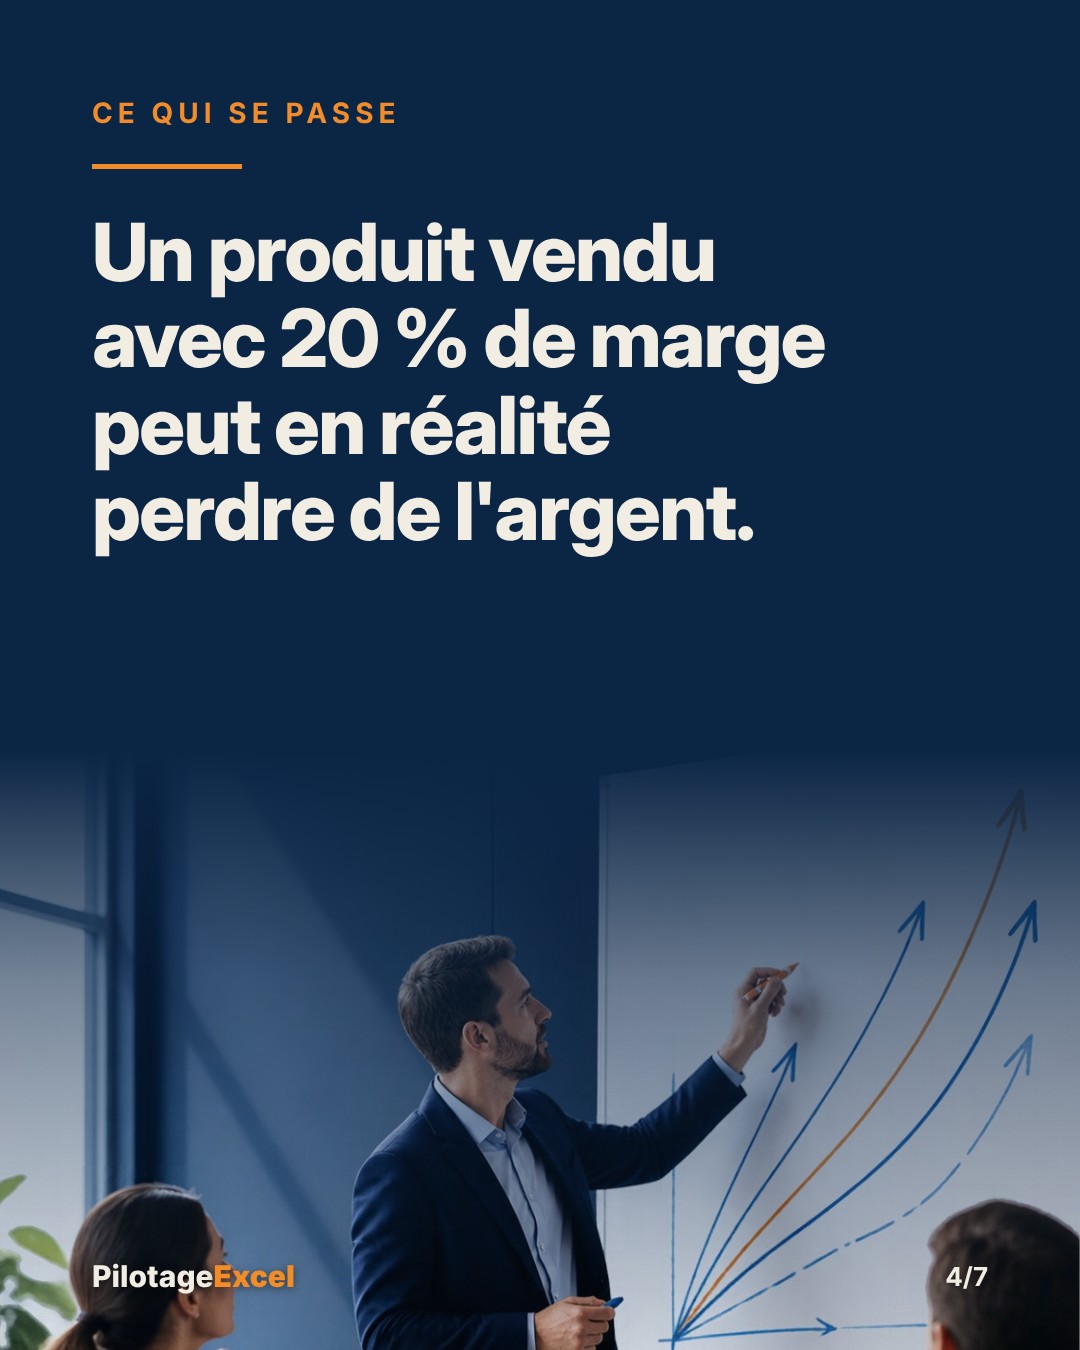 CE QUI SE PASSE
Un produit vendu
avec 20 % de marge
peut en réalité
perdre de l'argent.
PilotageExcel
4/7